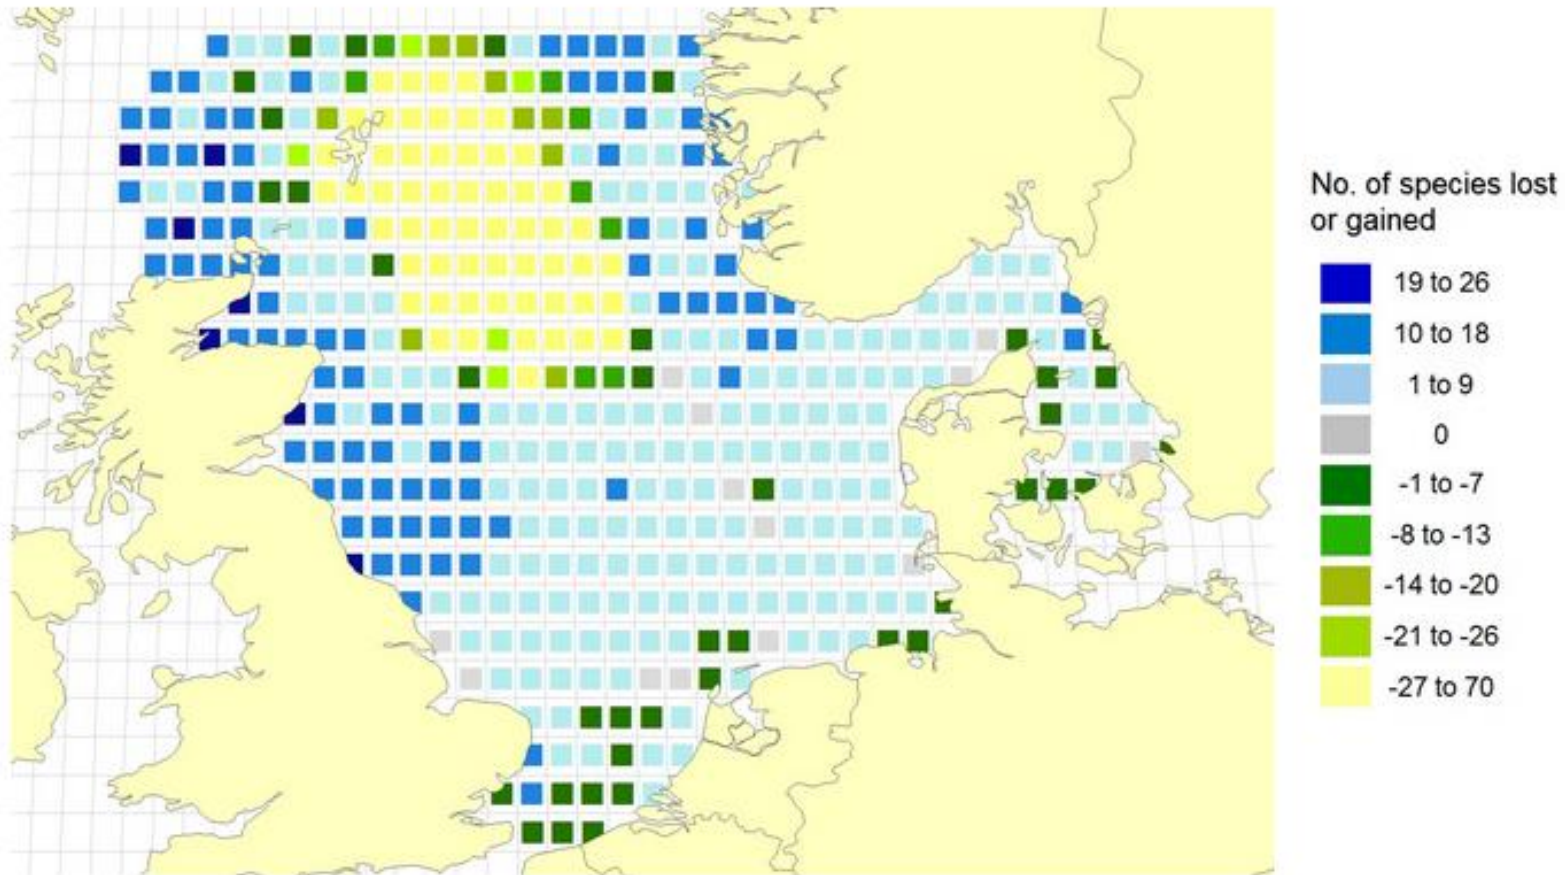 No. of species lost
or gained
19 to 26
10 to 18
1 to 9
0
-1 to -7
-8 to -13
-14 to -20
-21 to -26
-27 to 70